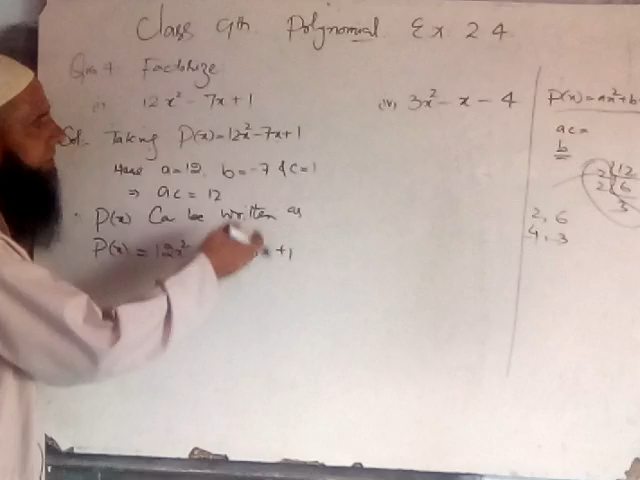 Class 9th Polynomial Ex 2.4
Qno 4 Factorize
(i) 12x² - 7x + 1
(iv) 3x² - x - 4
Sol. Taking P(x) = 12x² - 7x + 1
Here a = 12, b = -7 & c = 1
⇒ ac = 12
P(x) Ca be written as
P(x) = 12x² x + 1
P(x) = ax² + b
ac =
b
2 12
2 6
3
2, 6
4, 3